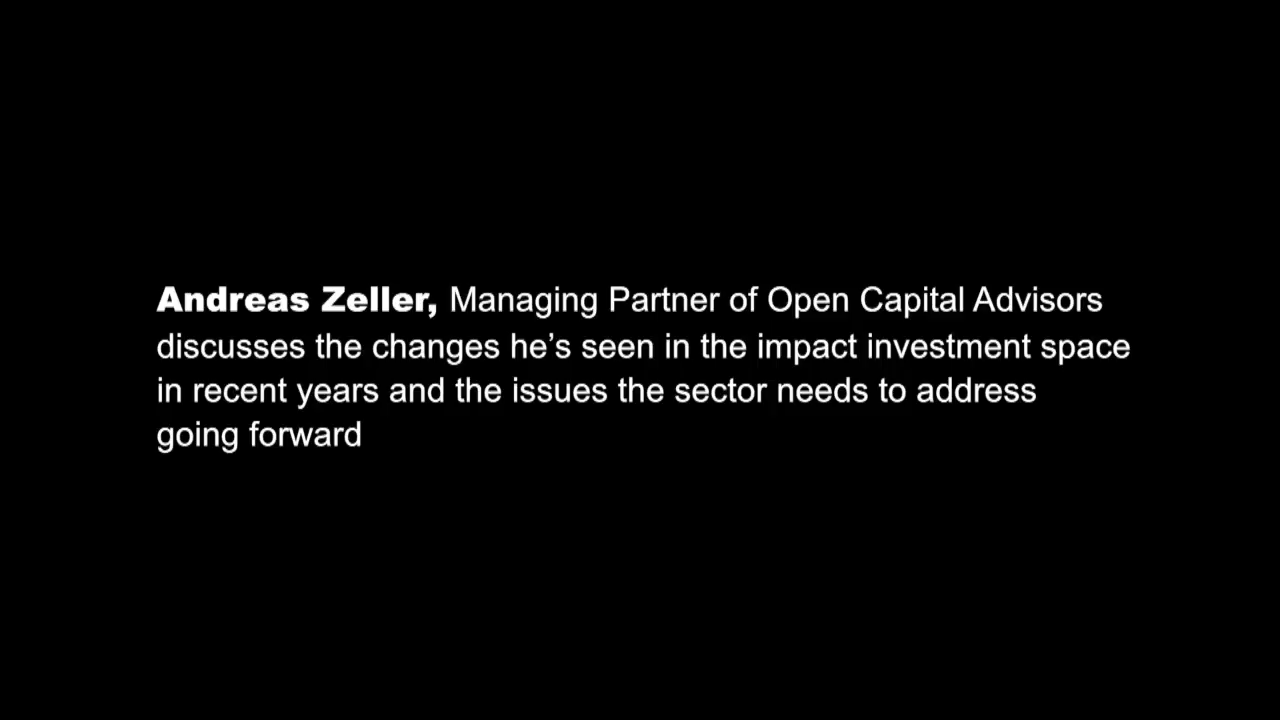 Andreas Zeller, Managing Partner of Open Capital Advisors
discusses the changes he’s seen in the impact investment space
in recent years and the issues the sector needs to address
going forward